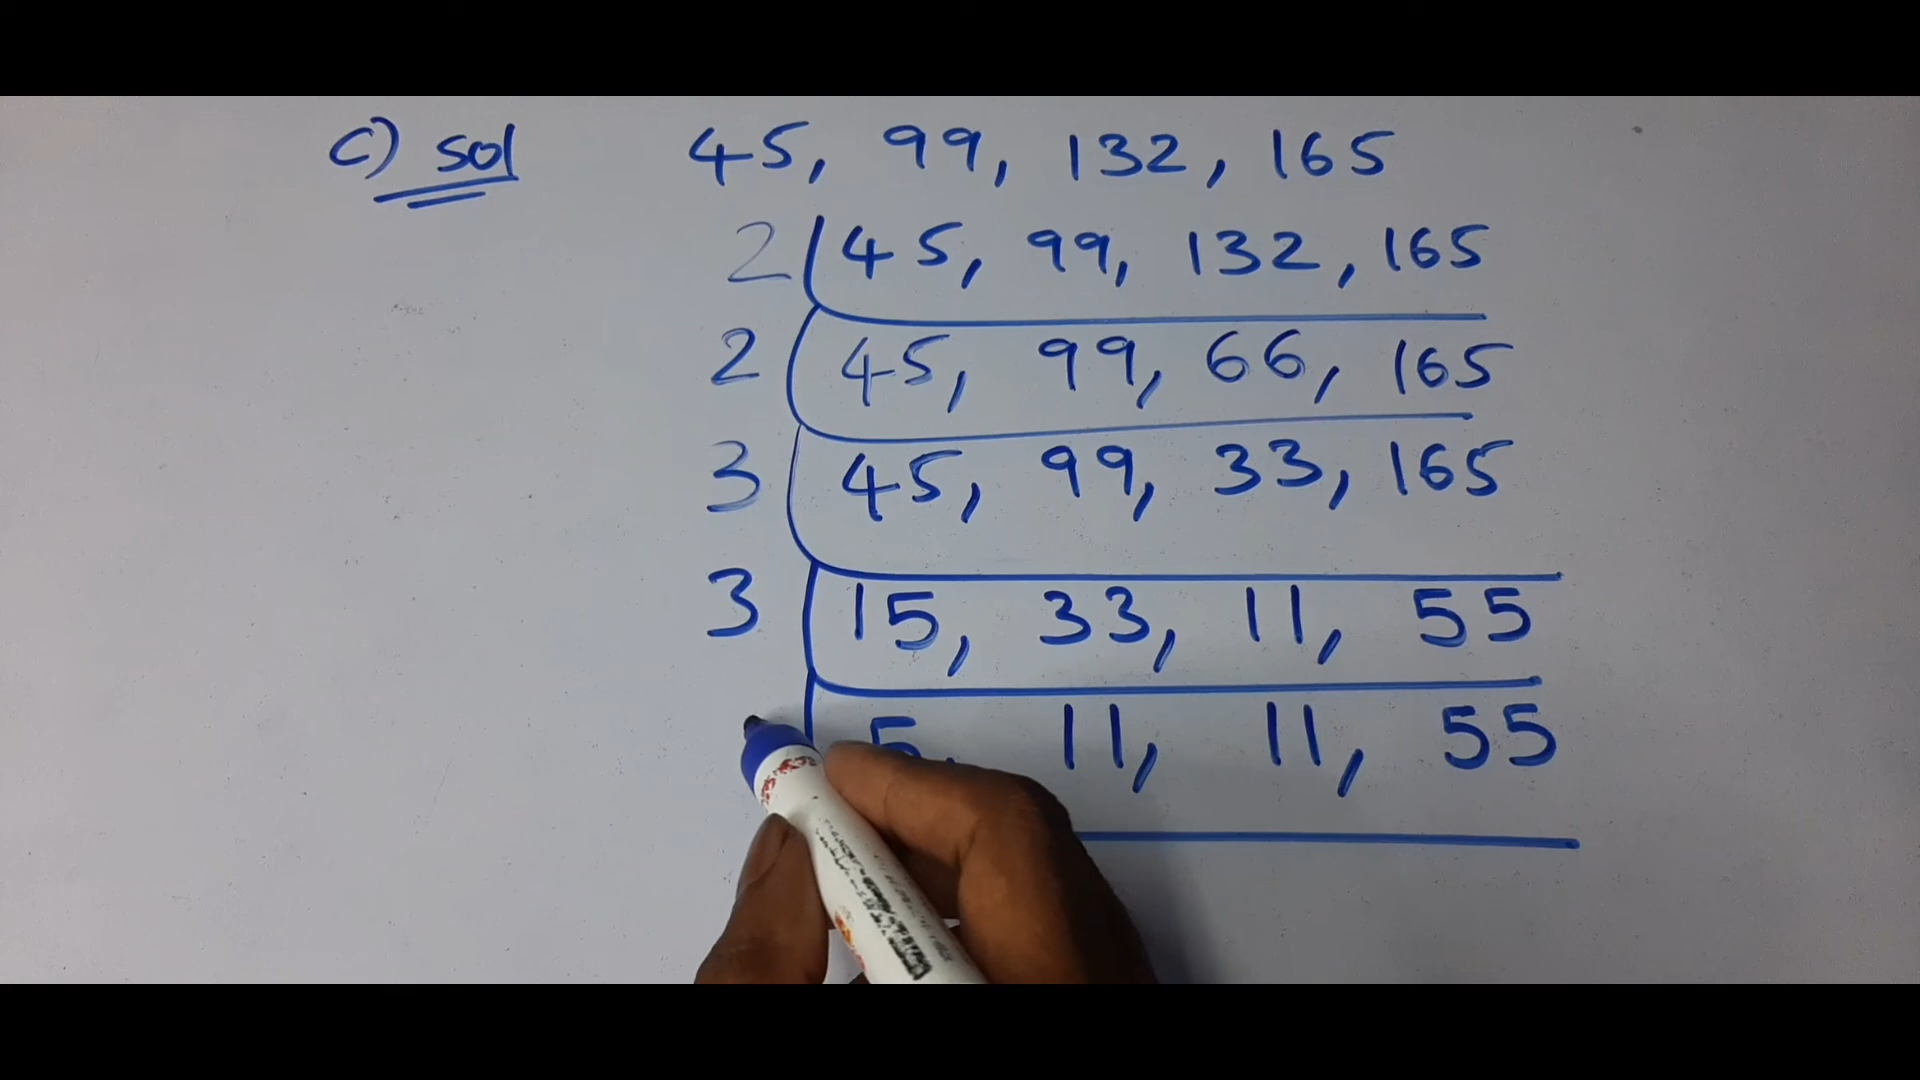 c) sol 45, 99, 132, 165
2 45, 99, 132, 165
2 45, 99, 66, 165
3 45, 99, 33, 165
3 15, 33, 11, 55
5, 11, 11, 55